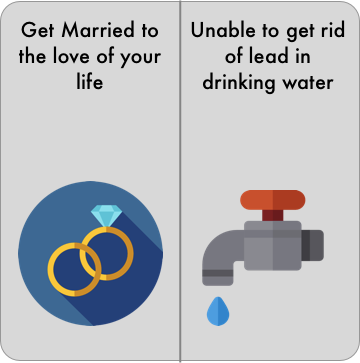 Get Married to
the love of your
life
Unable to get rid
of lead in
drinking water